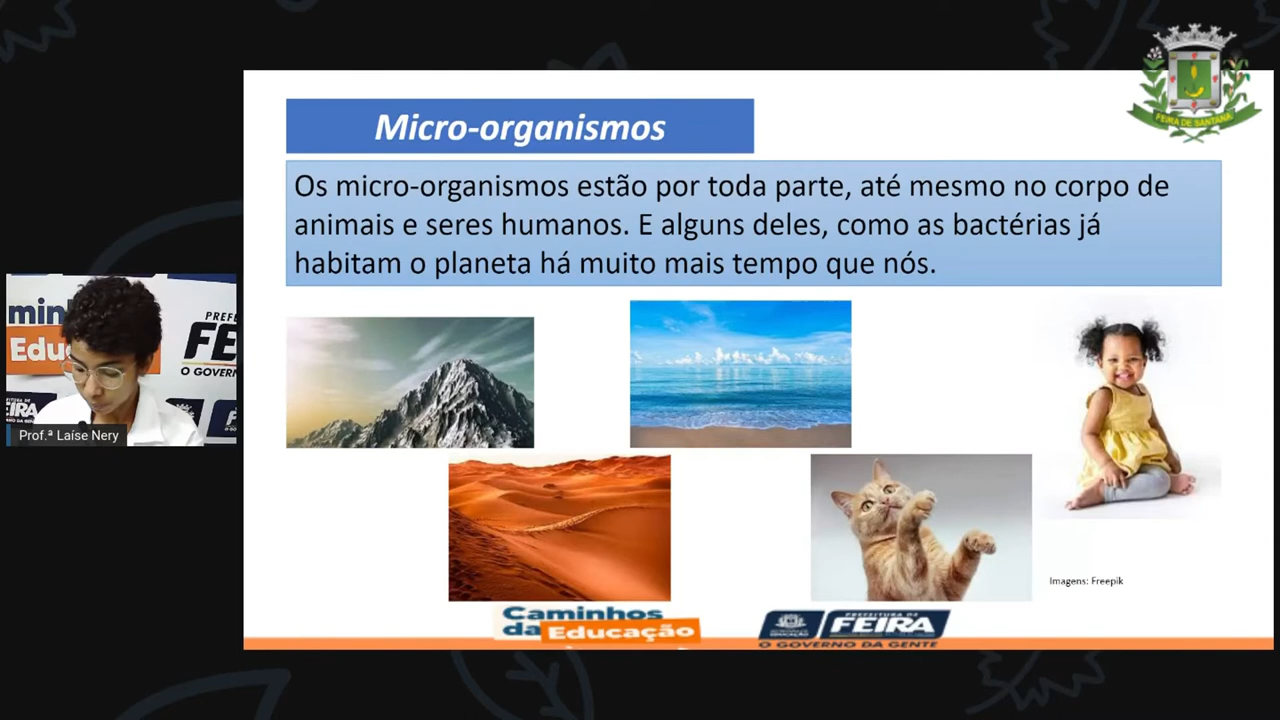 FEIRA DE SANTANA
Micro-organismos
Os micro-organismos estão por toda parte, até mesmo no corpo de
animais e seres humanos. E alguns deles, como as bactérias já
habitam o planeta há muito mais tempo que nós.
Prof.ª Laíse Nery
Imagens: Freepik
Caminhos
da Educação
PREFEITURA DE
FEIRA
O GOVERNO DA GENTE